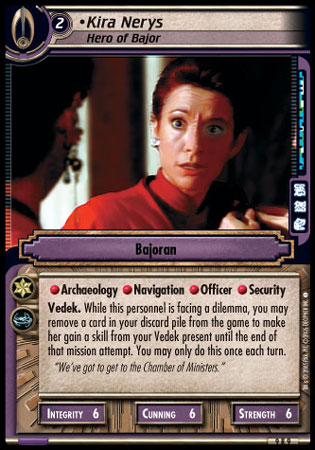 2 •Kira Nerys
Hero of Bajor
Bajoran
Archaeology Navigation Officer Security
Vedek. While this personnel is facing a dilemma, you may
remove a card in your discard pile from the game to make
her gain a skill from your Vedek present until the end of
that mission attempt. You may only do this once each turn.
"We've got to get to the Chamber of Ministers."
INTEGRITY 6 CUNNING 6 STRENGTH 6